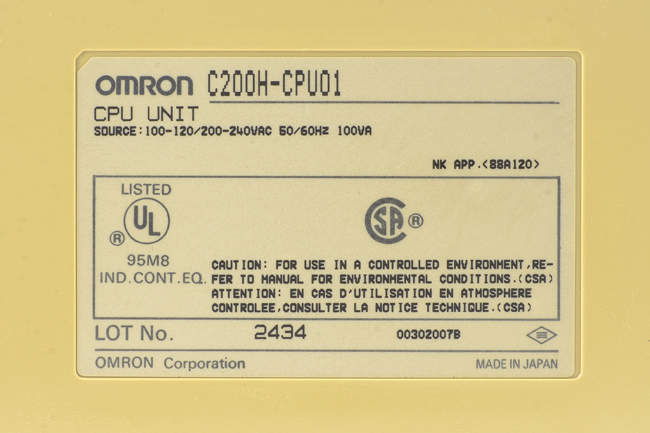 OMRON C200H-CPU01
CPU UNIT
SOURCE:100-120/200-240VAC 50/60Hz 100VA
NK APP.<88A120>
LISTED
UL ®
SA ®
95M8
IND.CONT.EQ.
CAUTION: FOR USE IN A CONTROLLED ENVIRONMENT,RE-
FER TO MANUAL FOR ENVIRONMENTAL CONDITIONS.(CSA)
ATTENTION: EN CAS D'UTILISATION EN ATMOSPHERE
CONTROLEE,CONSULTER LA NOTICE TECHNIQUE.(CSA)
LOT No. 2434 00302007B
OMRON Corporation MADE IN JAPAN